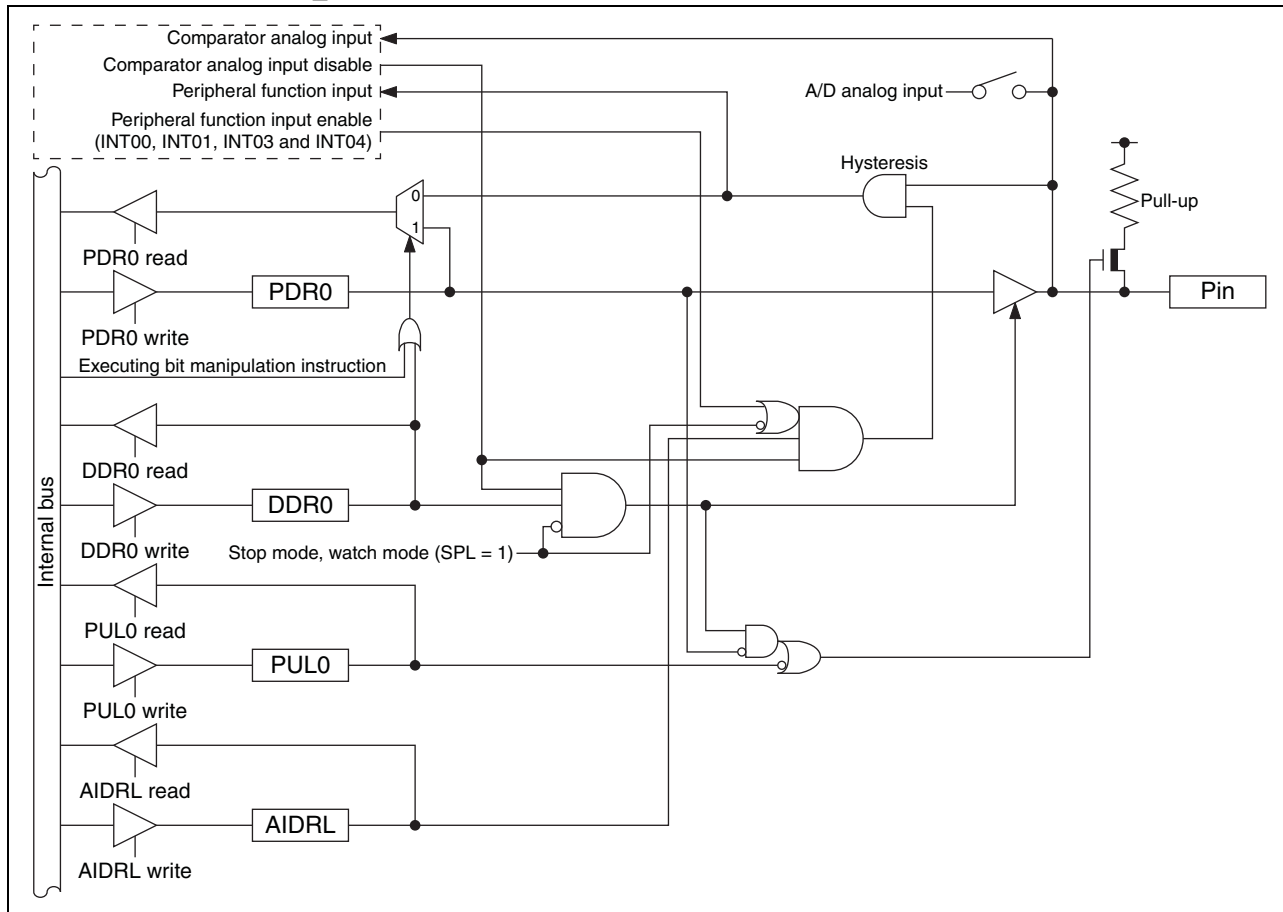 Comparator analog input
Comparator analog input disable
Peripheral function input
Peripheral function input enable
(INT00, INT01, INT03 and INT04)
A/D analog input
Hysteresis
Pull-up
0
1
PDR0 read
PDR0
Pin
PDR0 write
Executing bit manipulation instruction
DDR0 read
DDR0
DDR0 write
Stop mode, watch mode (SPL = 1)
Internal bus
PUL0 read
PUL0
PUL0 write
AIDRL read
AIDRL
AIDRL write